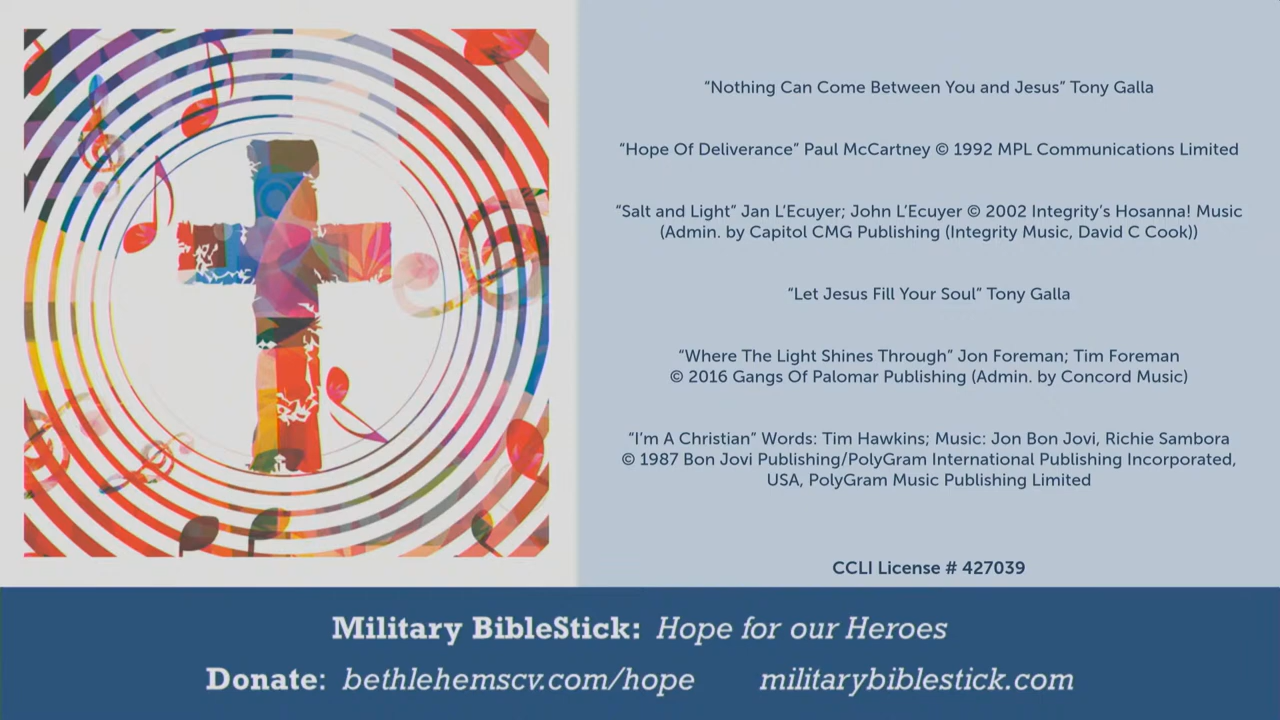 “Nothing Can Come Between You and Jesus” Tony Galla
“Hope Of Deliverance” Paul McCartney © 1992 MPL Communications Limited
“Salt and Light” Jan L’Ecuyer; John L’Ecuyer © 2002 Integrity’s Hosanna! Music
(Admin. by Capitol CMG Publishing (Integrity Music, David C Cook))
“Let Jesus Fill Your Soul” Tony Galla
“Where The Light Shines Through” Jon Foreman; Tim Foreman
© 2016 Gangs Of Palomar Publishing (Admin. by Concord Music)
“I’m A Christian” Words: Tim Hawkins; Music: Jon Bon Jovi, Richie Sambora
© 1987 Bon Jovi Publishing/PolyGram International Publishing Incorporated,
USA, PolyGram Music Publishing Limited
CCLI License # 427039
Military BibleStick: Hope for our Heroes
Donate: bethlehemscv.com/hope militarybiblestick.com